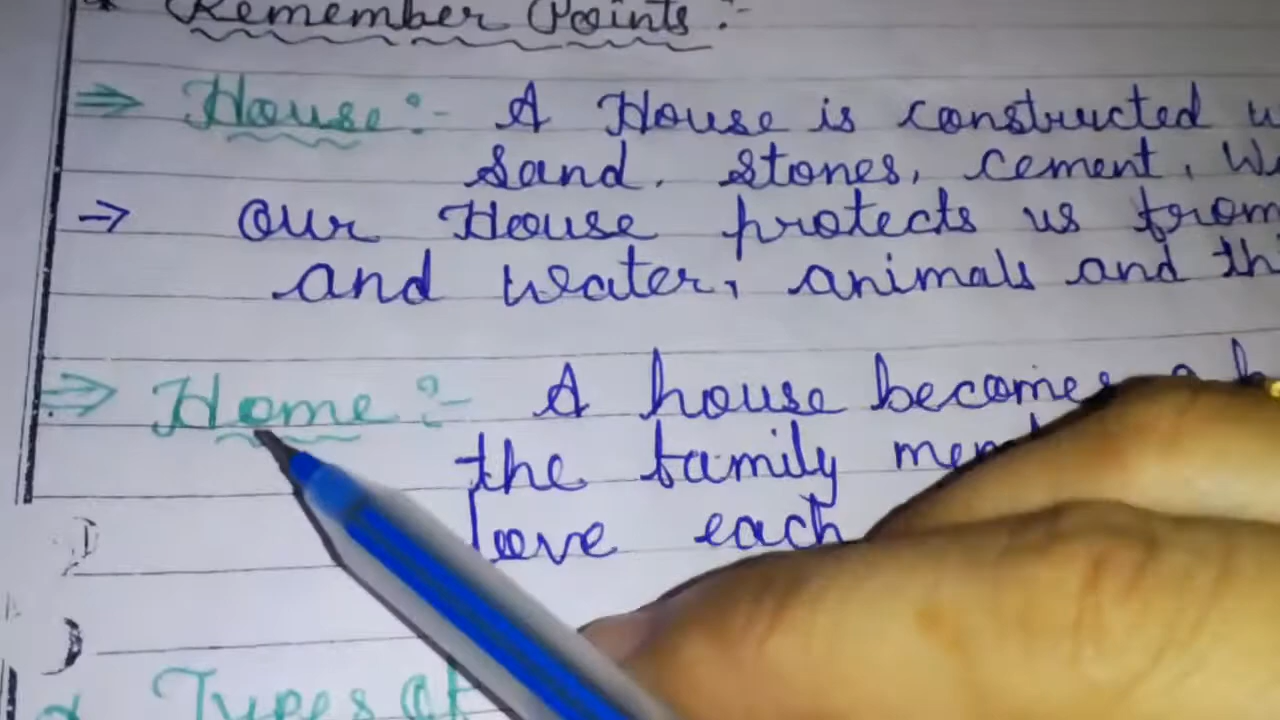 Remember Points :-
⇒ House :- A House is constructed
Sand. stones, cement,
→ Our House protects us from
and water, animals and
⇒ Home :- A house becomes
the family
love each
Types of